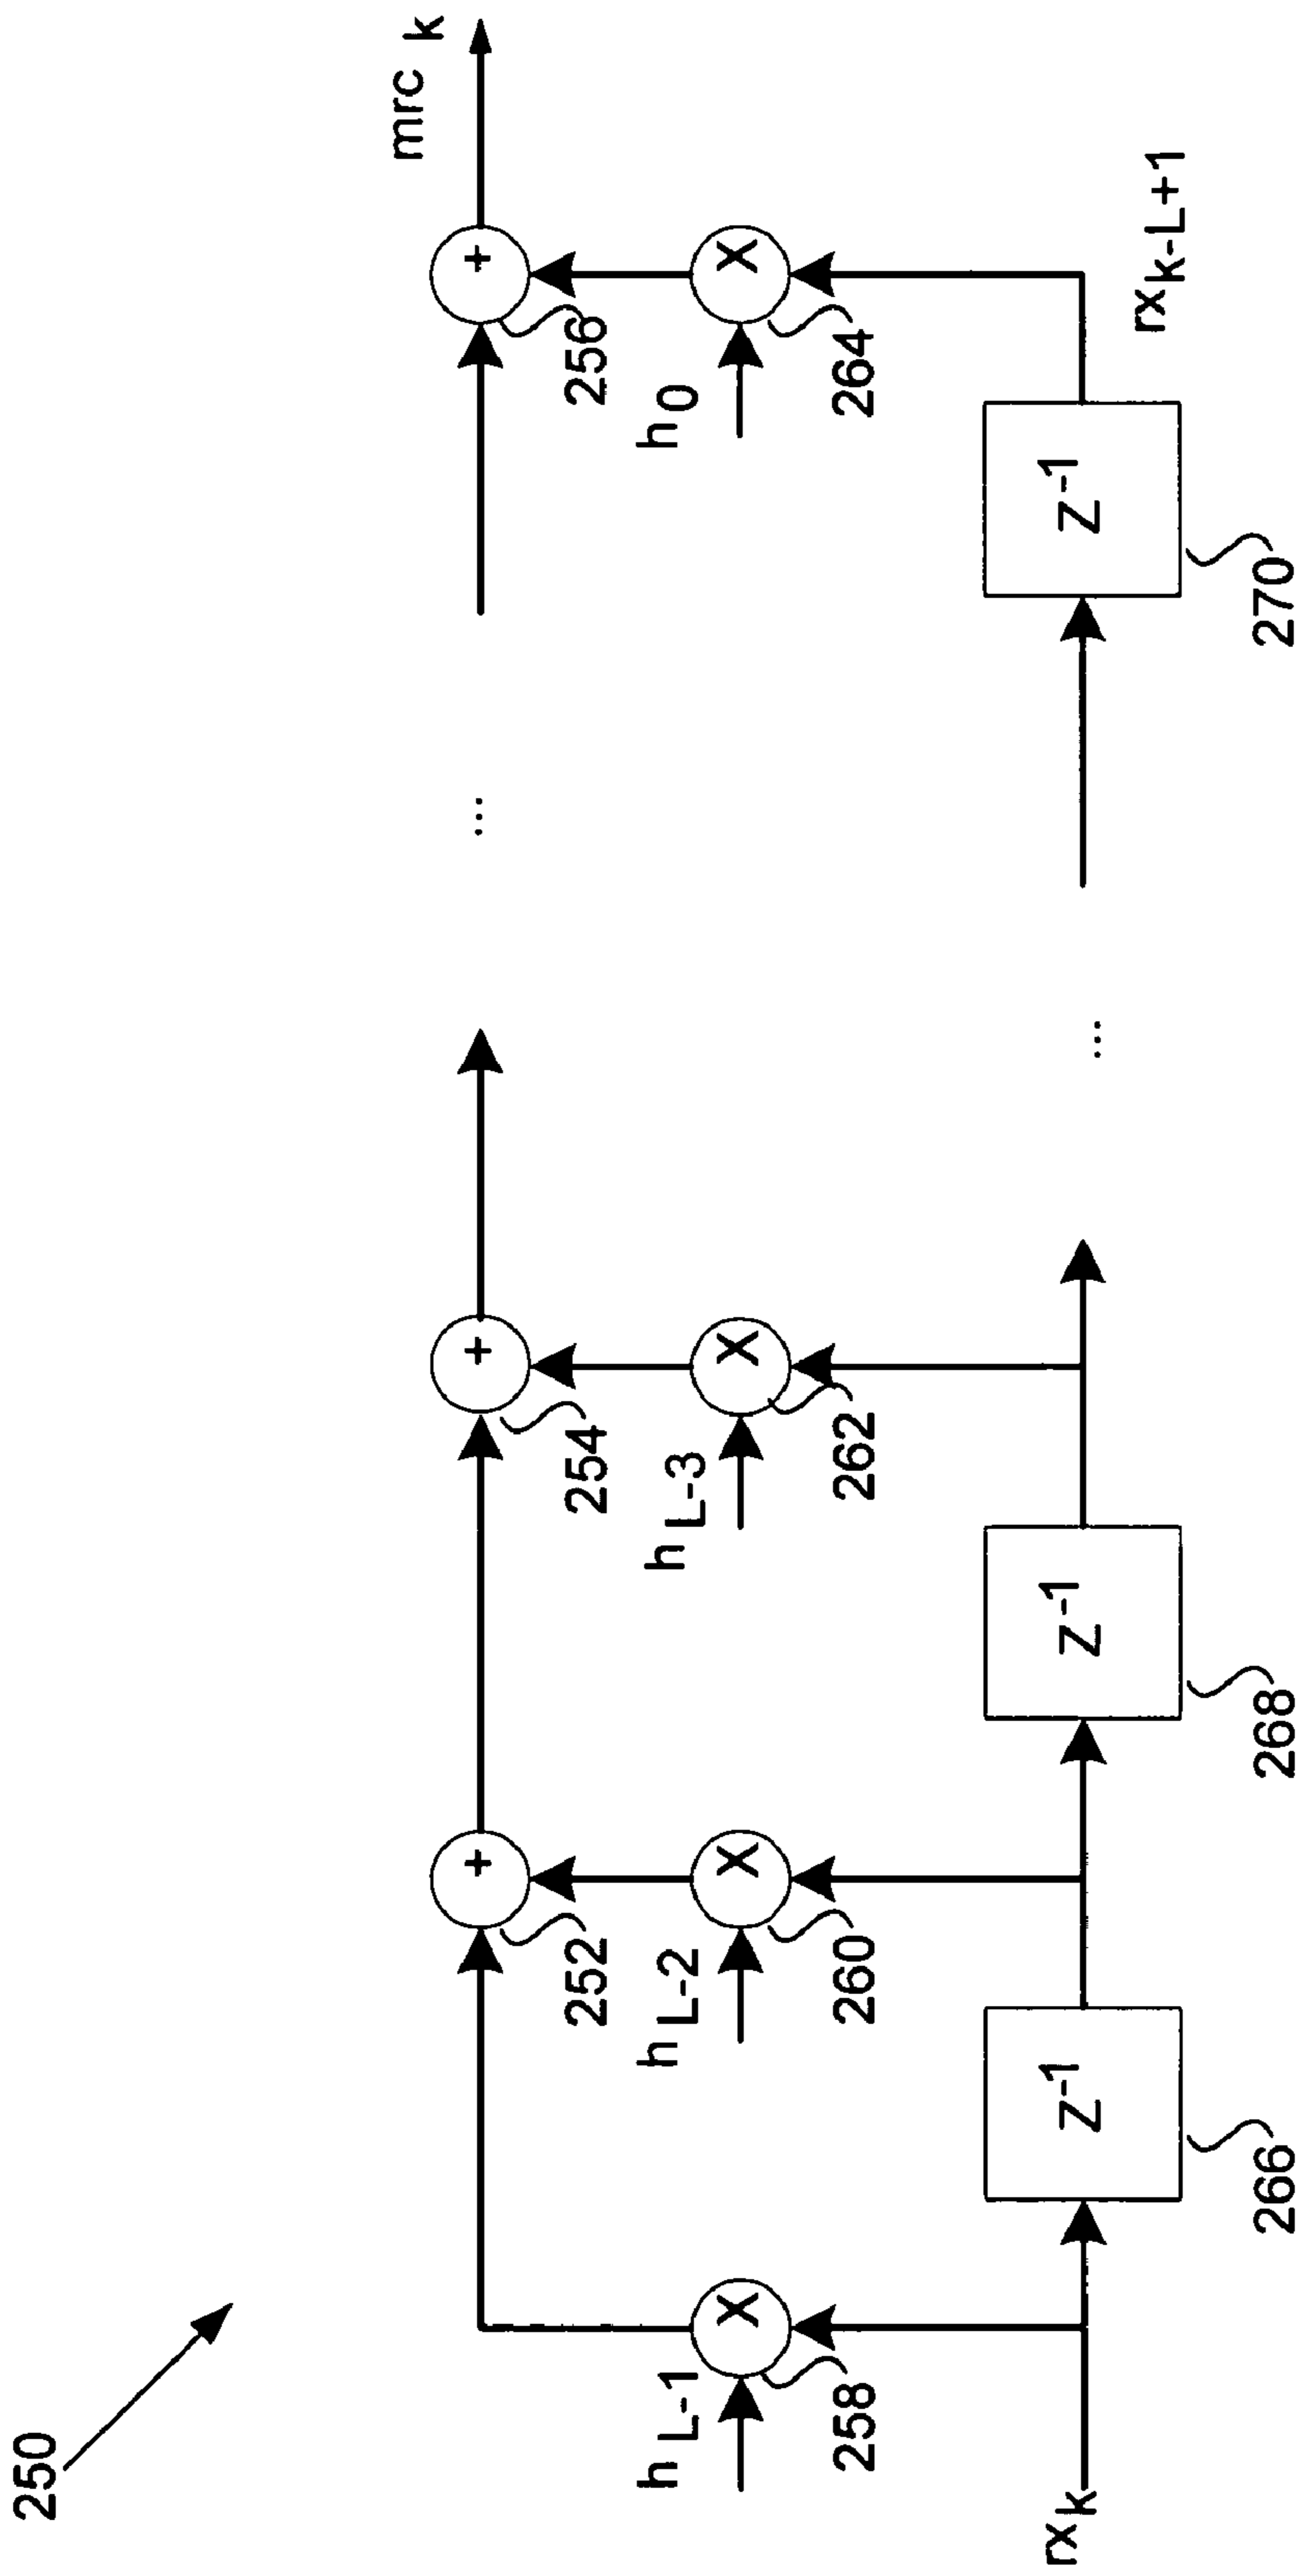 250
mrc k
+
+
+
252
254
256
h L-1
X
h L-2
X
h L-3
X
h 0
X
258
260
262
264
rx k
Z-1
Z-1
Z-1
rx k-L+1
266
268
270
...
...